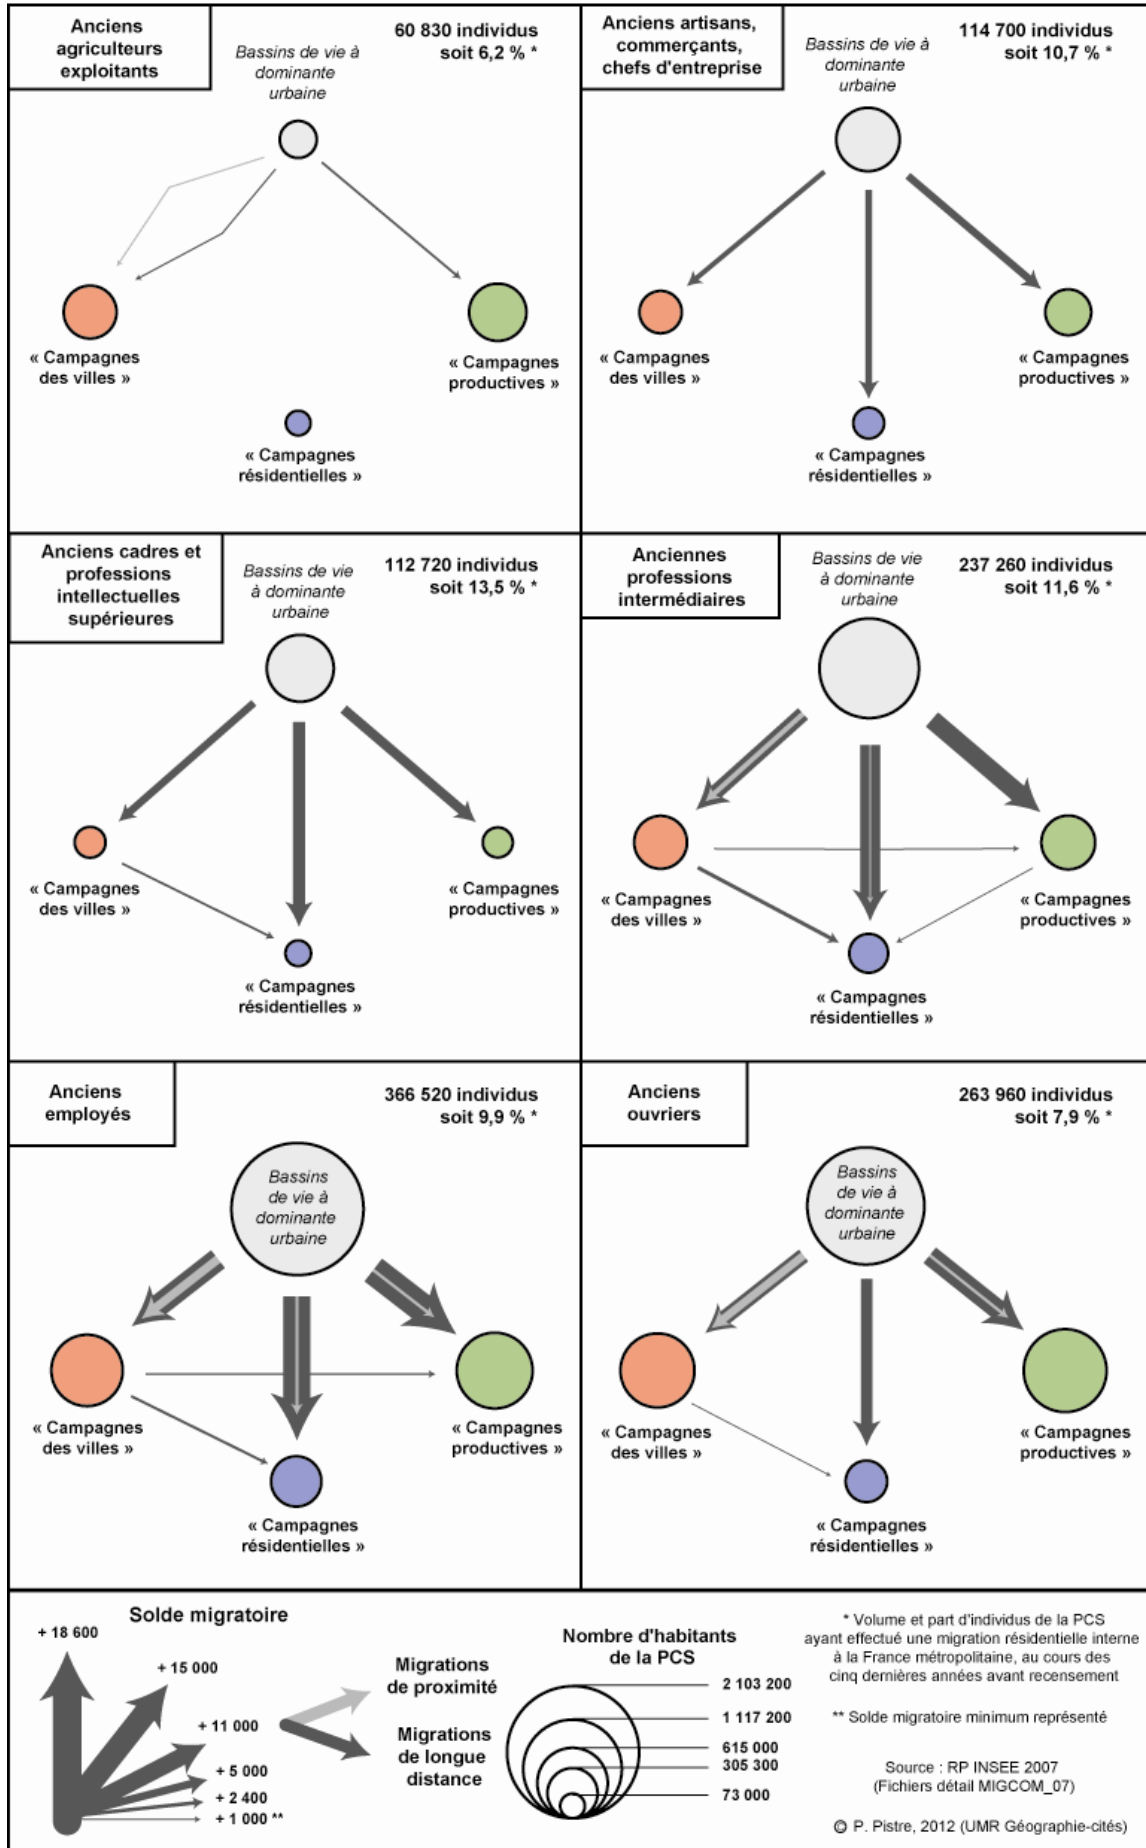 Anciens
agriculteurs
exploitants
60 830 individus
soit 6,2 % *
Bassins de vie à
dominante
urbaine
« Campagnes
des villes »
« Campagnes
productives »
« Campagnes
résidentielles »
Anciens artisans,
commerçants,
chefs d'entreprise
114 700 individus
soit 10,7 % *
Bassins de vie à
dominante
urbaine
« Campagnes
des villes »
« Campagnes
productives »
« Campagnes
résidentielles »
Anciens cadres et
professions
intellectuelles
supérieures
112 720 individus
soit 13,5 % *
Bassins de vie
à dominante
urbaine
« Campagnes
des villes »
« Campagnes
productives »
« Campagnes
résidentielles »
Anciennes
professions
intermédiaires
237 260 individus
soit 11,6 % *
Bassins de vie
à dominante
urbaine
« Campagnes
des villes »
« Campagnes
productives »
« Campagnes
résidentielles »
Anciens
employés
366 520 individus
soit 9,9 % *
Bassins
de vie à
dominante
urbaine
« Campagnes
des villes »
« Campagnes
productives »
« Campagnes
résidentielles »
Anciens
ouvriers
263 960 individus
soit 7,9 % *
Bassins
de vie à
dominante
urbaine
« Campagnes
des villes »
« Campagnes
productives »
« Campagnes
résidentielles »
Solde migratoire
+ 18 600
+ 15 000
+ 11 000
+ 5 000
+ 2 400
+ 1 000 **
Migrations
de proximité
Migrations
de longue
distance
Nombre d'habitants
de la PCS
2 103 200
1 117 200
615 000
305 300
73 000
* Volume et part d'individus de la PCS
ayant effectué une migration résidentielle interne
à la France métropolitaine, au cours des
cinq dernières années avant recensement
** Solde migratoire minimum représenté
Source : RP INSEE 2007
(Fichiers détail MIGCOM_07)
© P. Pistre, 2012 (UMR Géographie-cités)